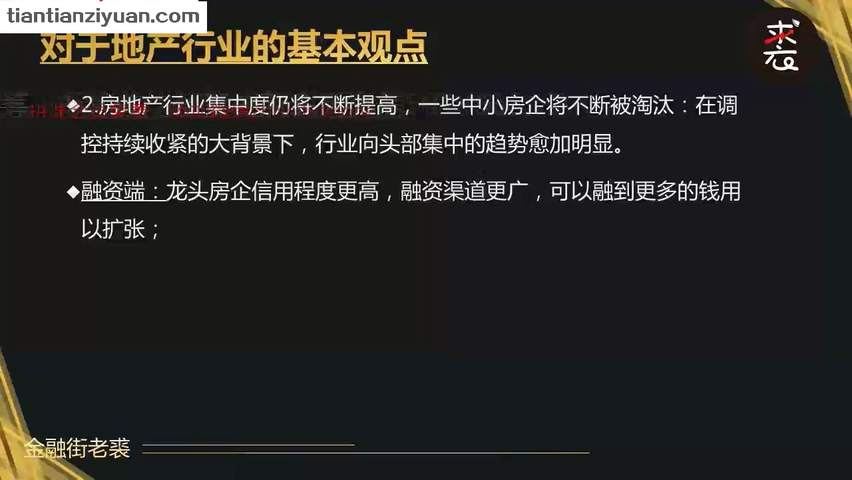 tiantianziyuan.com
对于地产行业的基本观点
求衣
◆2.房地产行业集中度仍将不断提高，一些中小房企将不断被淘汰：在调
控持续收紧的大背景下，行业向头部集中的趋势愈加明显。
◆融资端：龙头房企信用程度更高，融资渠道更广，可以融到更多的钱用
以扩张；
金融街老裘